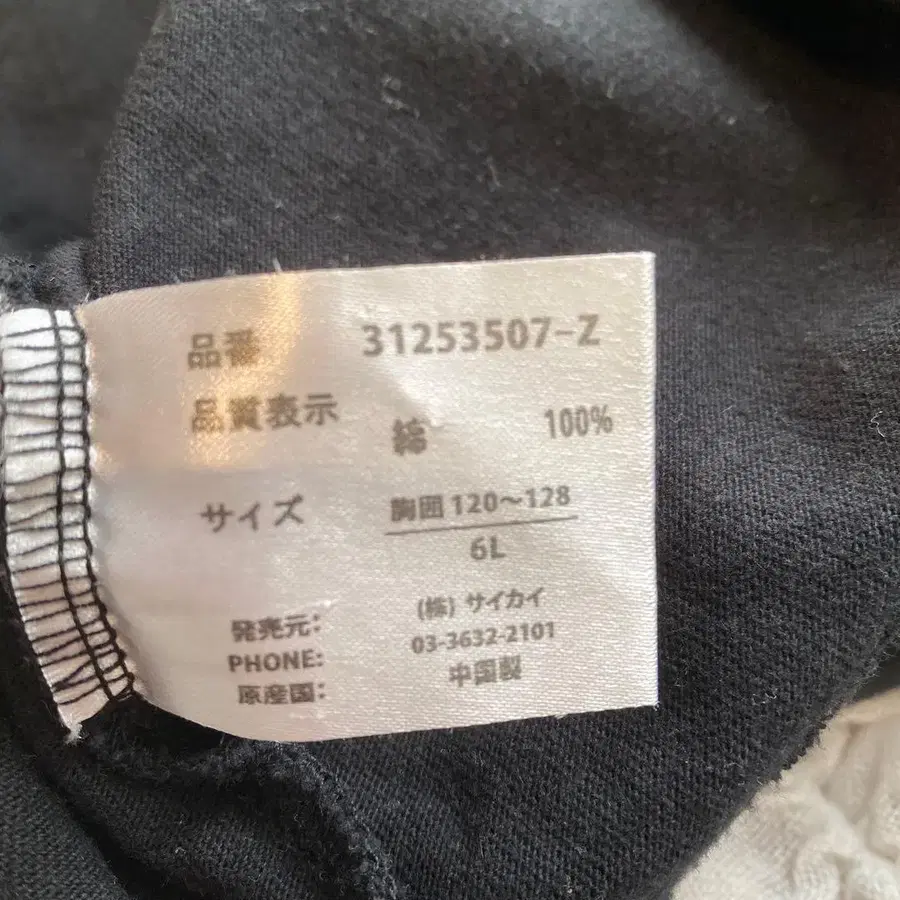 品番 31253507-Z
品質表示 綿 100%
サイズ 胸囲 120～128
6L
発売元: (株) サイカイ
PHONE: 03-3632-2101
原産国: 中国製